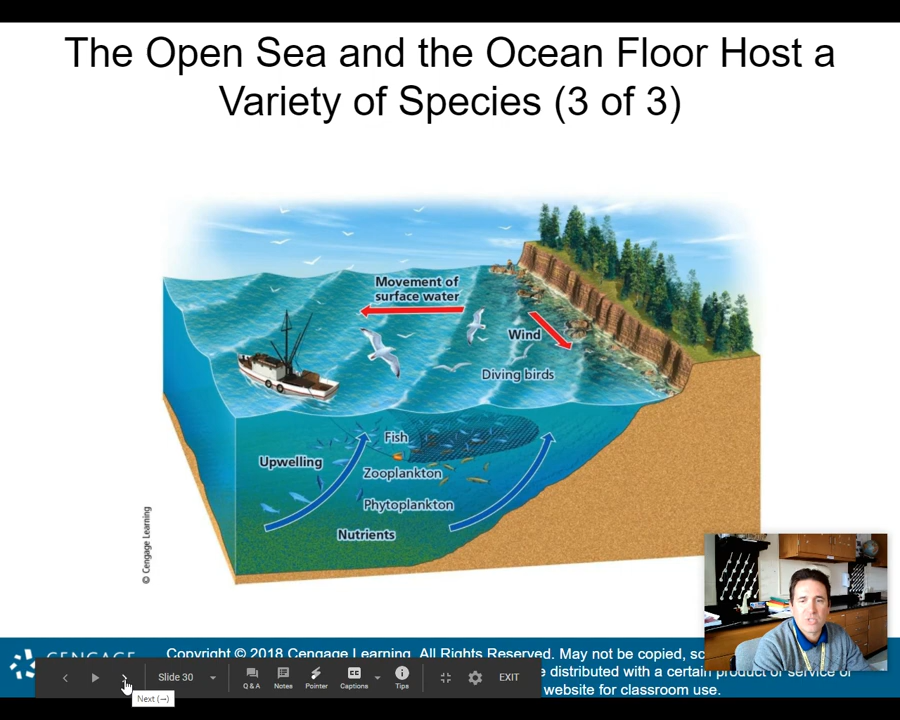 The Open Sea and the Ocean Floor Host a
Variety of Species (3 of 3)
Movement of
surface water
Wind
Diving birds
Fish
Upwelling
Zooplankton
Phytoplankton
Nutrients
© Cengage Learning
CENGAGE
Copyright © 2018 Cengage Learning. All Rights Reserved. May not be copied, sc
e distributed with a certain product or service or
website for classroom use.
Slide 30
Q & A
Notes
Pointer
Captions
Tips
EXIT
Next (→)